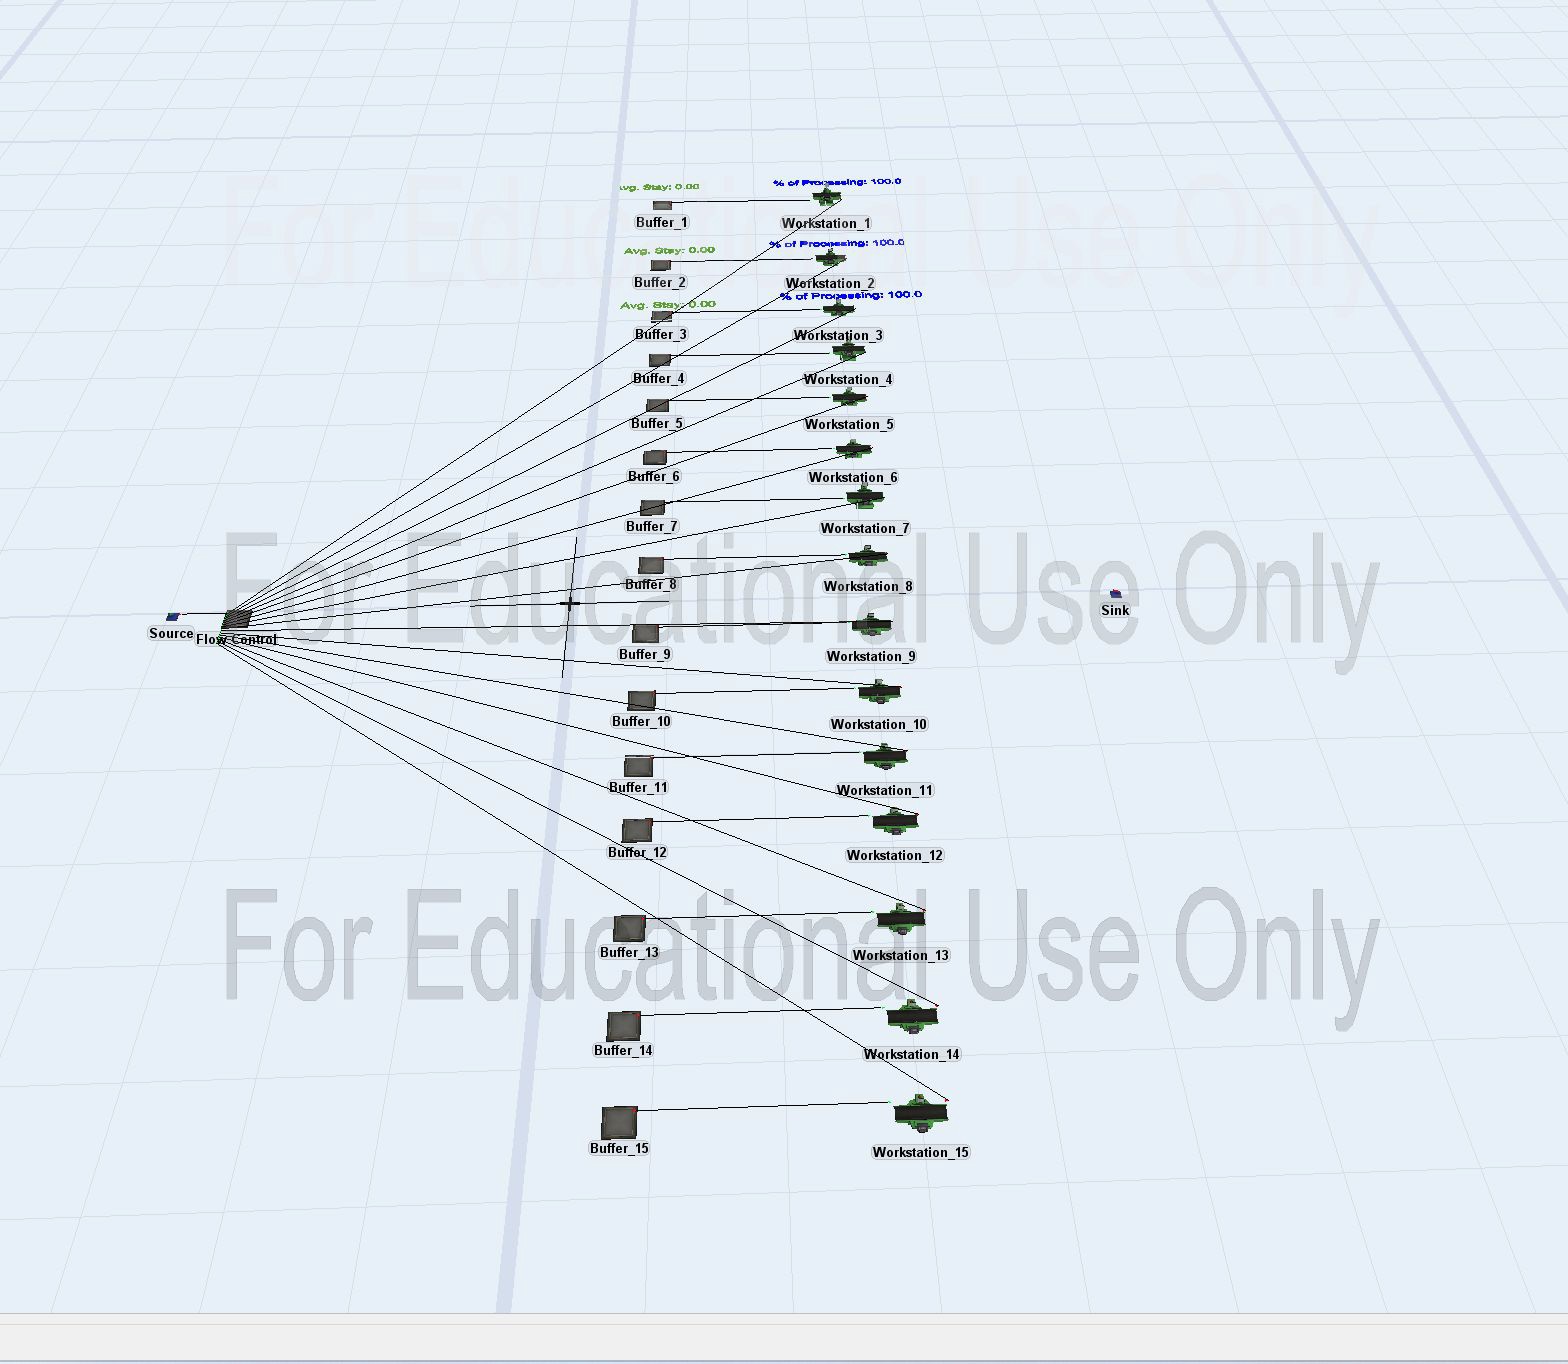 Avg. Stay: 0.00 % of Processing: 100.0
Buffer_1 Workstation_1
Avg. Stay: 0.00 % of Processing: 100.0
Buffer_2 Workstation_2
Avg. Stay: 0.00 % of Processing: 100.0
Buffer_3 Workstation_3
Buffer_4 Workstation_4
Buffer_5 Workstation_5
Buffer_6 Workstation_6
Buffer_7 Workstation_7
Buffer_8 Workstation_8
Source Flow Control Sink
Buffer_9 Workstation_9
Buffer_10 Workstation_10
Buffer_11 Workstation_11
Buffer_12 Workstation_12
Buffer_13 Workstation_13
Buffer_14 Workstation_14
Buffer_15 Workstation_15
For Educational Use Only
For Educational Use Only
For Educational Use Only